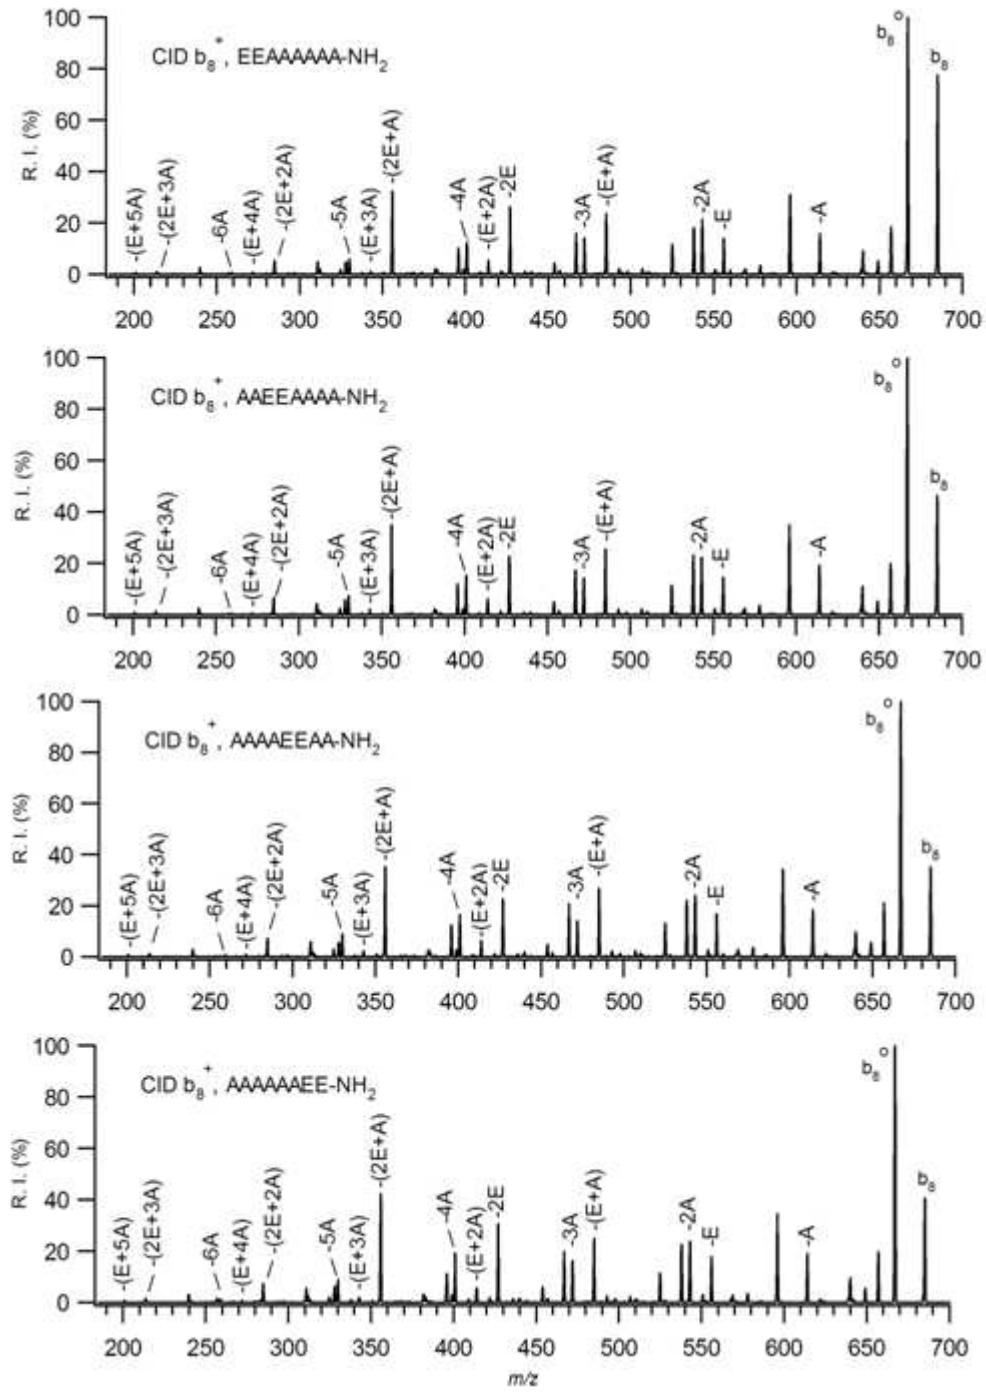 CID b8+, EEAAAAAA-NH2
R. I. (%)
100
80
60
40
20
0
-(E+5A)
-(2E+3A)
-6A
-(E+4A)
-(2E+2A)
-5A
-(E+3A)
-(2E+A)
-4A
-(E+2A)
-2E
-3A
-(E+A)
-2A
-E
-A
b8o
b8
200 250 300 350 400 450 500 550 600 650 700
CID b8+, AAEEAAAA-NH2
R. I. (%)
100
80
60
40
20
0
-(E+5A)
-(2E+3A)
-6A
-(E+4A)
-(2E+2A)
-5A
-(E+3A)
-(2E+A)
-4A
-(E+2A)
-2E
-3A
-(E+A)
-2A
-E
-A
b8o
b8
200 250 300 350 400 450 500 550 600 650 700
CID b8+, AAAAEEAA-NH2
R. I. (%)
100
80
60
40
20
0
-(E+5A)
-(2E+3A)
-6A
-(E+4A)
-(2E+2A)
-5A
-(E+3A)
-(2E+A)
-4A
-(E+2A)
-2E
-3A
-(E+A)
-2A
-E
-A
b8o
b8
200 250 300 350 400 450 500 550 600 650 700
CID b8+, AAAAAAEE-NH2
R. I. (%)
100
80
60
40
20
0
-(E+5A)
-(2E+3A)
-6A
-(E+4A)
-(2E+2A)
-5A
-(E+3A)
-(2E+A)
-4A
-(E+2A)
-2E
-3A
-(E+A)
-2A
-E
-A
b8o
b8
200 250 300 350 400 450 500 550 600 650 700
m/z